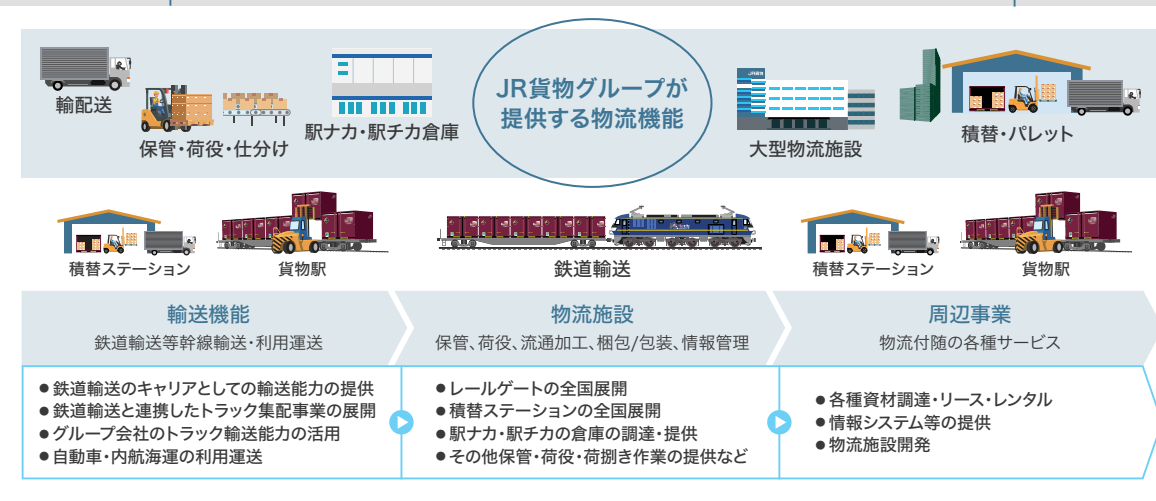 JR貨物グループが
提供する物流機能
輸配送
保管・荷役・仕分け
駅ナカ・駅チカ倉庫
JR貨物
大型物流施設
積替・パレット
積替ステーション
貨物駅
鉄道輸送
積替ステーション
貨物駅
輸送機能
鉄道輸送等幹線輸送・利用運送
物流施設
保管、荷役、流通加工、梱包/包装、情報管理
周辺事業
物流付随の各種サービス
●鉄道輸送のキャリアとしての輸送能力の提供
●鉄道輸送と連携したトラック集配事業の展開
●グループ会社のトラック輸送能力の活用
●自動車・内航海運の利用運送
●レールゲートの全国展開
●積替ステーションの全国展開
●駅ナカ・駅チカの倉庫の調達・提供
●その他保管・荷役・荷捌き作業の提供など
●各種資材調達・リース・レンタル
●情報システム等の提供
●物流施設開発